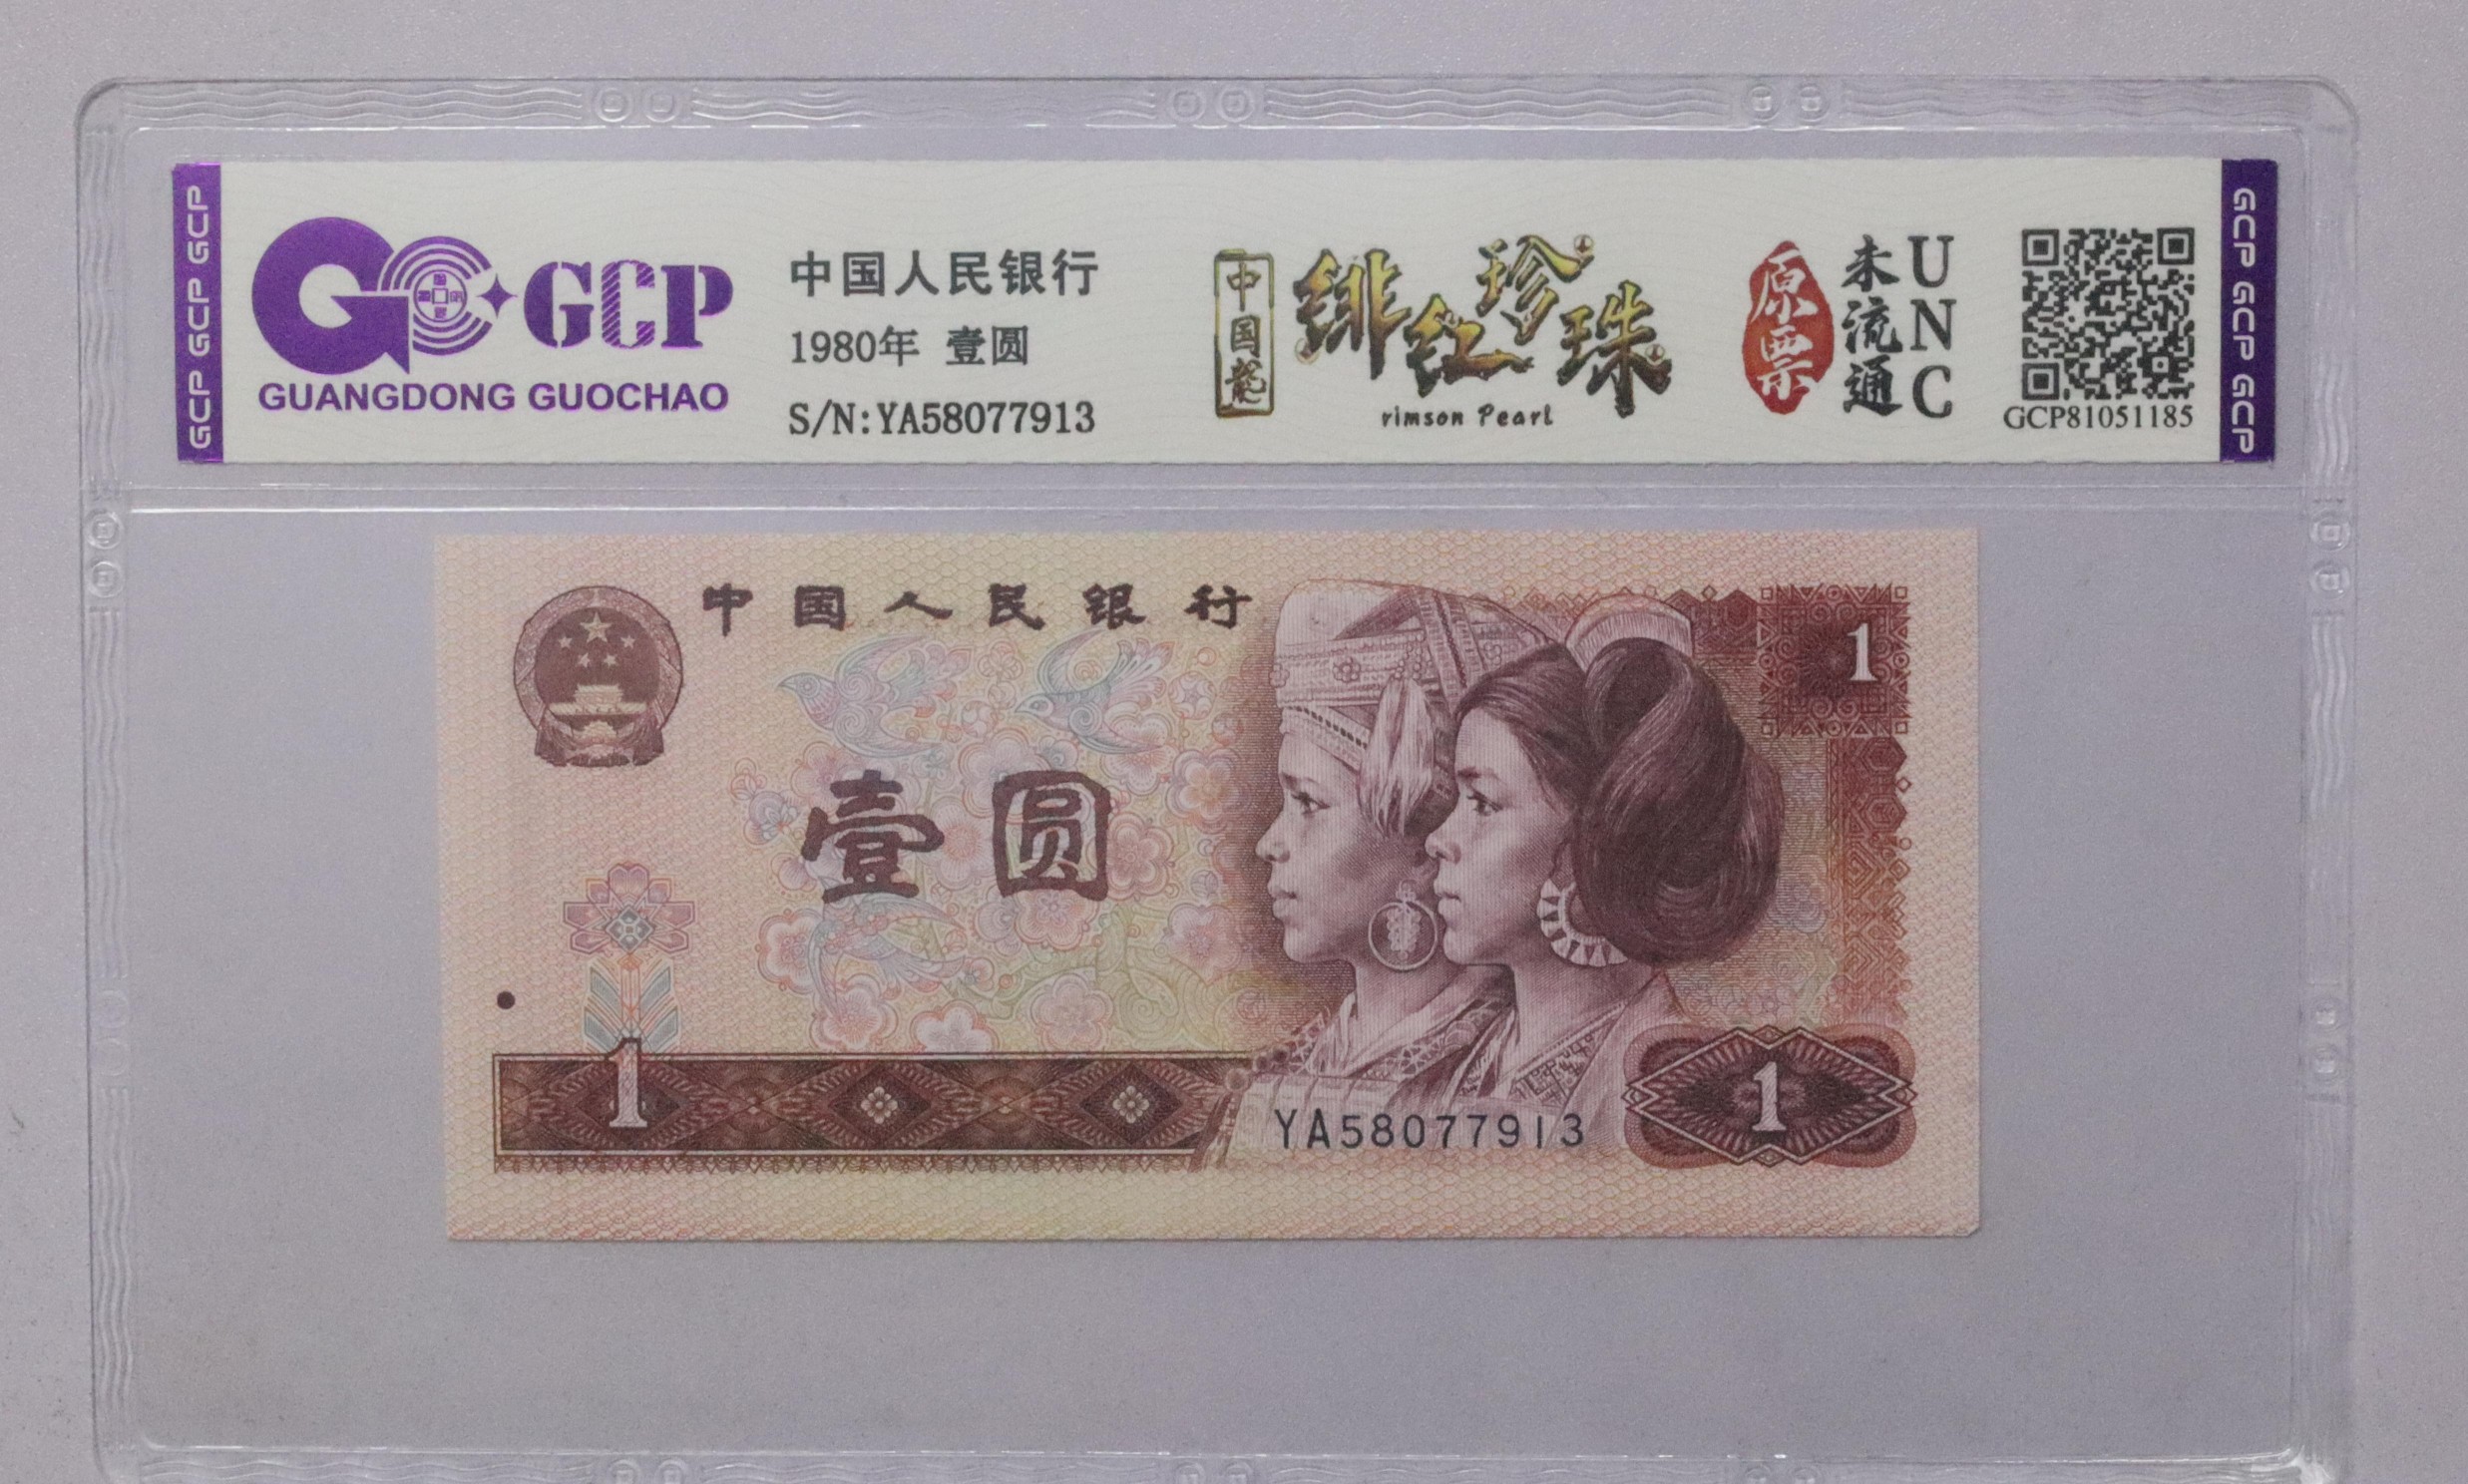 GCP GCP GCP
GCP
GUANGDONG GUOCHAO
中国人民银行
1980年 壹圆
S/N:YA58077913
中国龍
绯红珍珠
rimson Pearl
原票
未流通
UNC
GCP81051185
GCP GCP GCP GCP
中国人民银行
1
壹圆
1
YA58077913
1